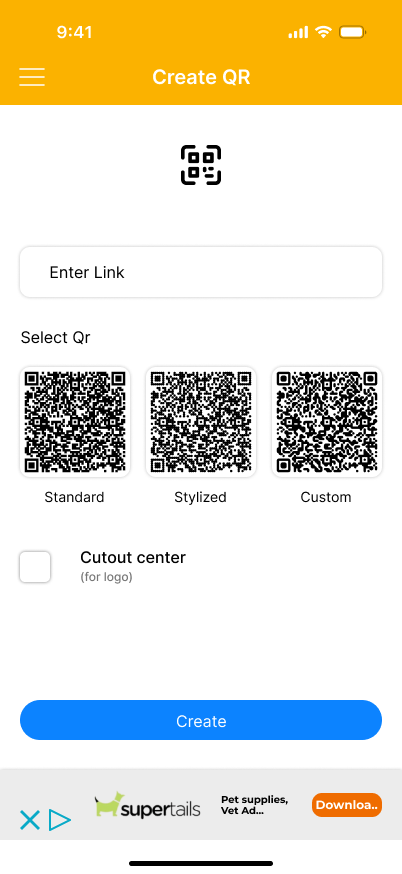 9:41
Create QR
Enter Link
Select Qr
Standard
Stylized
Custom
Cutout center
(for logo)
Create
supertails
Pet supplies,
Vet Ad...
Downloa..